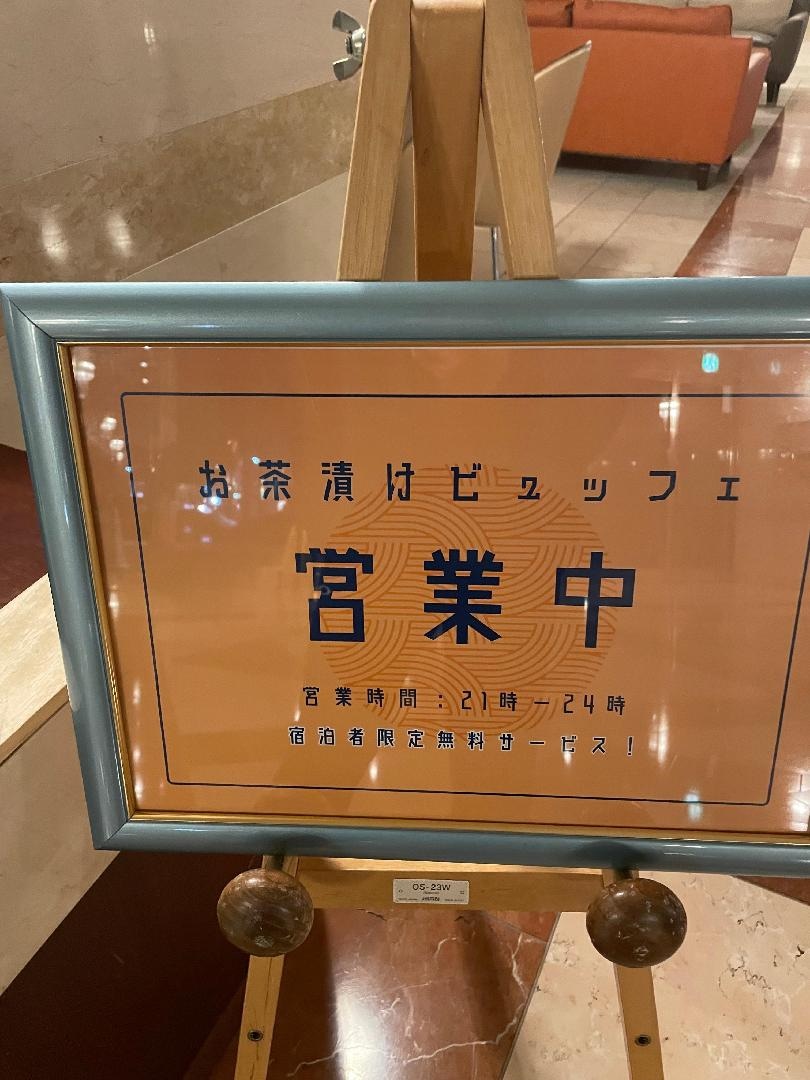 お茶漬けビュッフェ
営業中
営業時間：21時－24時
宿泊者限定無料サービス！
OS-23W